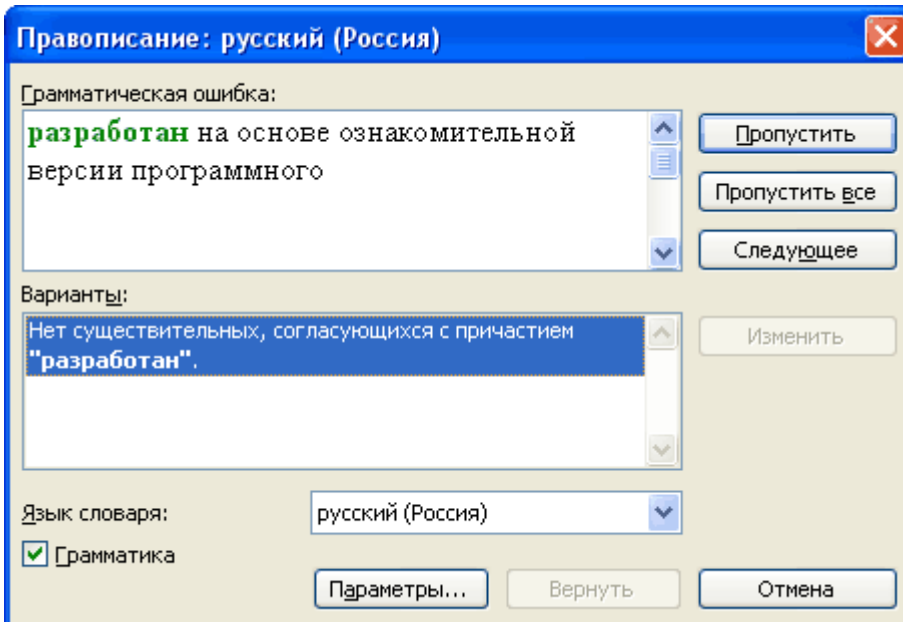 Правописание: русский (Россия)
Грамматическая ошибка:
разработан на основе ознакомительной
версии программного
Пропустить
Пропустить все
Следующее
Варианты:
Нет существительных, согласующихся с причастием
"разработан".
Изменить
Язык словаря:
русский (Россия)
Грамматика
Параметры...
Вернуть
Отмена